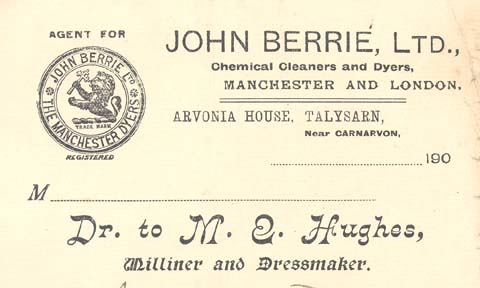 AGENT FOR
JOHN BERRIE, LTD.,
Chemical Cleaners and Dyers,
MANCHESTER AND LONDON.
JOHN BERRIE LTD
THE MANCHESTER DYERS
TRADE MARK
REGISTERED
ARVONIA HOUSE, TALYSARN,
Near CARNARVON,
190
M
Dr. to M. E. Hughes,
Milliner and Dressmaker.